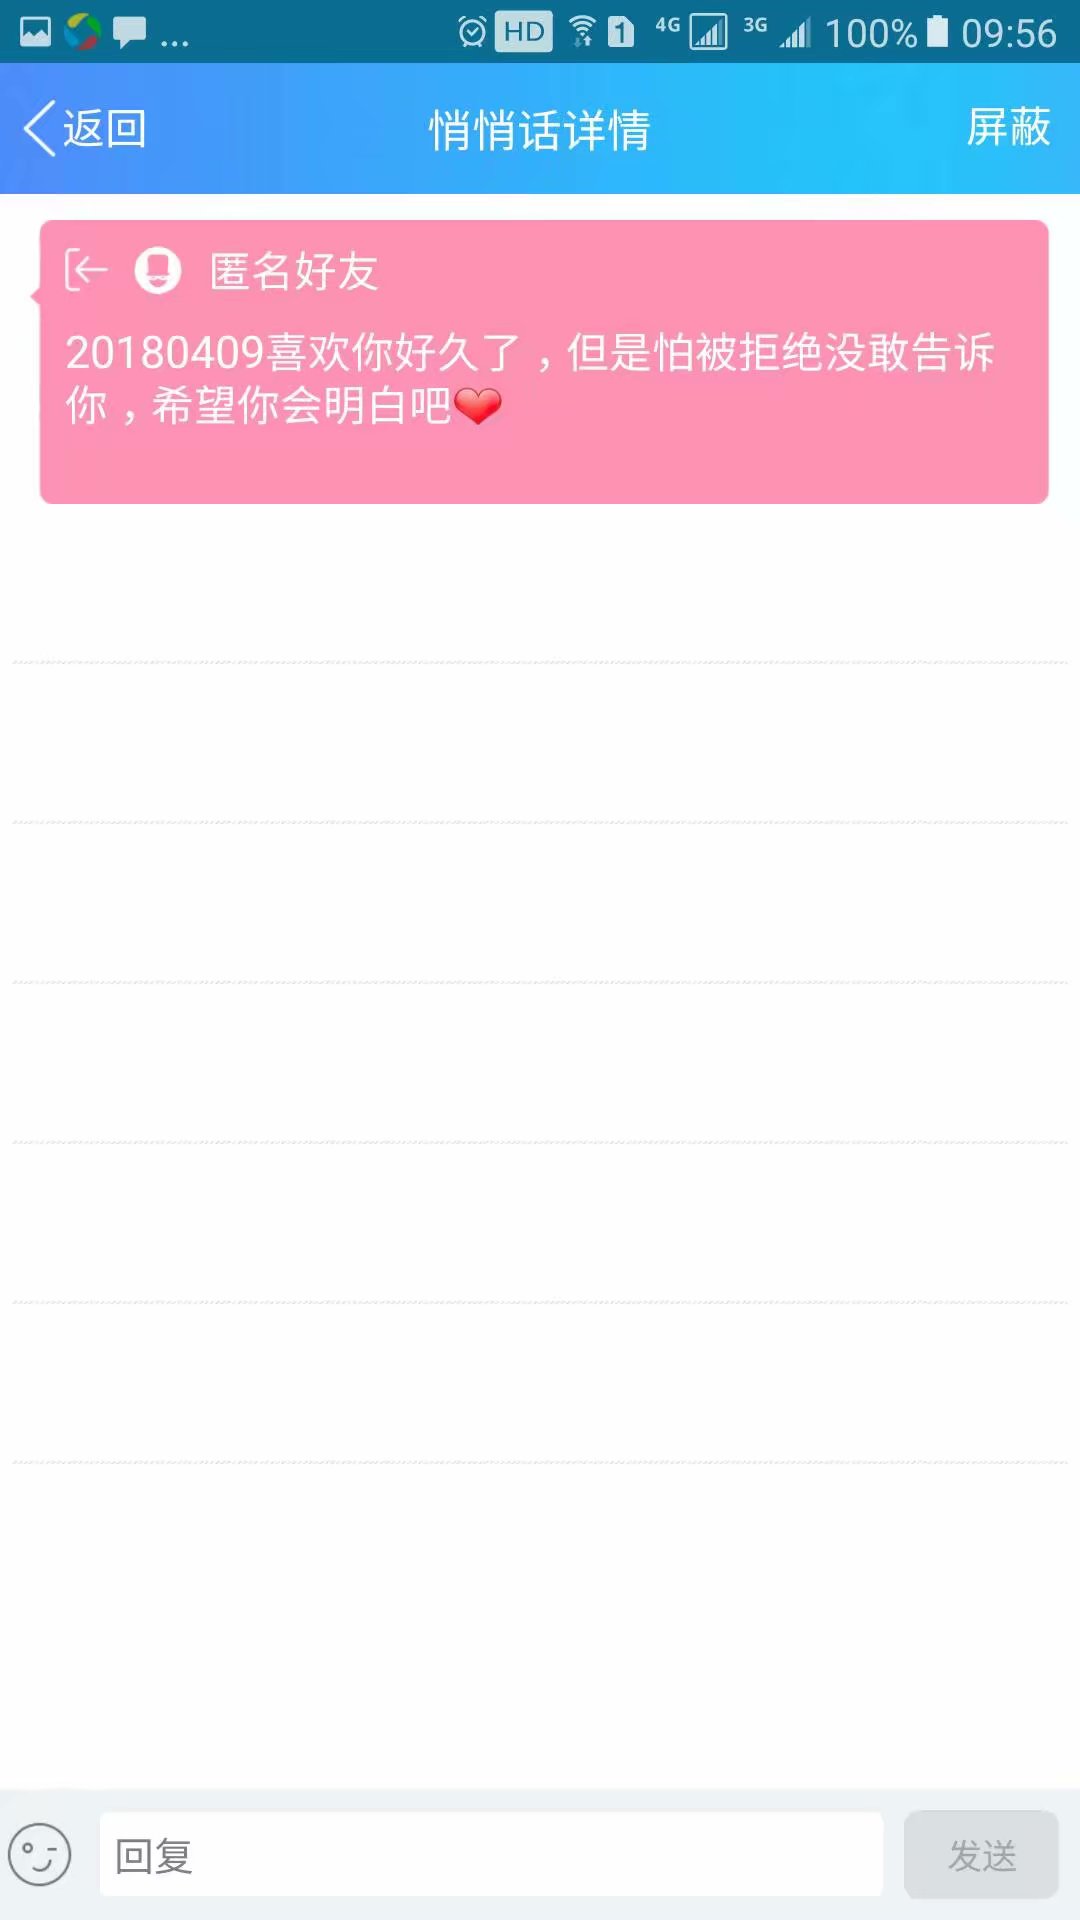 ... HD 1 4G 3G 100% 09:56
返回 悄悄话详情 屏蔽
匿名好友
20180409喜欢你好久了，但是怕被拒绝没敢告诉
你，希望你会明白吧❤
回复 发送